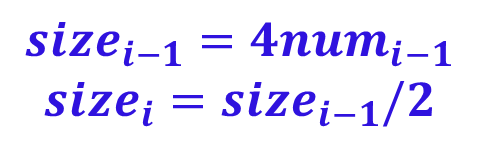 size_{i−1} = 4num_{i−1}
size_i = size_{i−1}/2